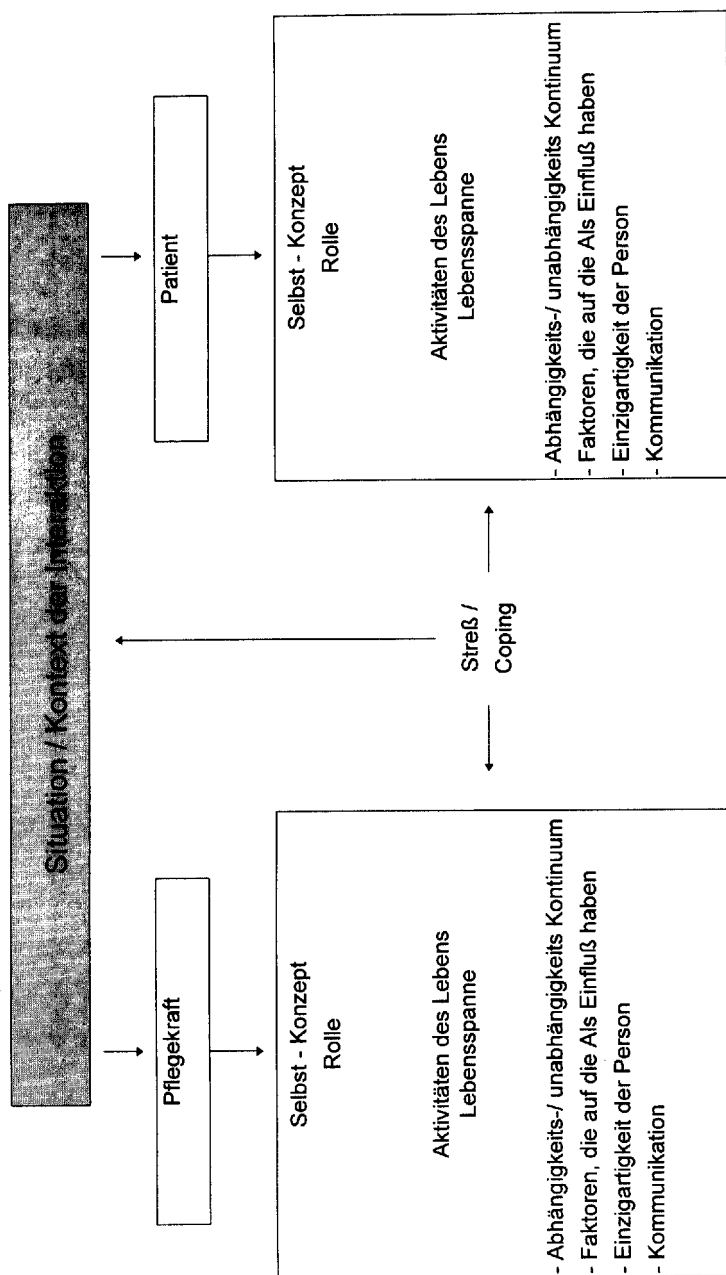 Situation / Kontext der Interaktion
Pflegekraft
Selbst - Konzept
Rolle
Aktivitäten des Lebens
Lebensspanne
- Abhängigkeits-/ unabhängigkeits Kontinuum
- Faktoren, die auf die Als Einfluß haben
- Einzigartigkeit der Person
- Kommunikation
Streß /
Coping
Patient
Selbst - Konzept
Rolle
Aktivitäten des Lebens
Lebensspanne
- Abhängigkeits-/ unabhängigkeits Kontinuum
- Faktoren, die auf die Als Einfluß haben
- Einzigartigkeit der Person
- Kommunikation